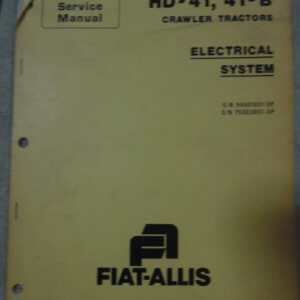 Service
Manual
HD-41, 41-B
CRAWLER TRACTORS
ELECTRICAL
SYSTEM
FIAT-ALLIS